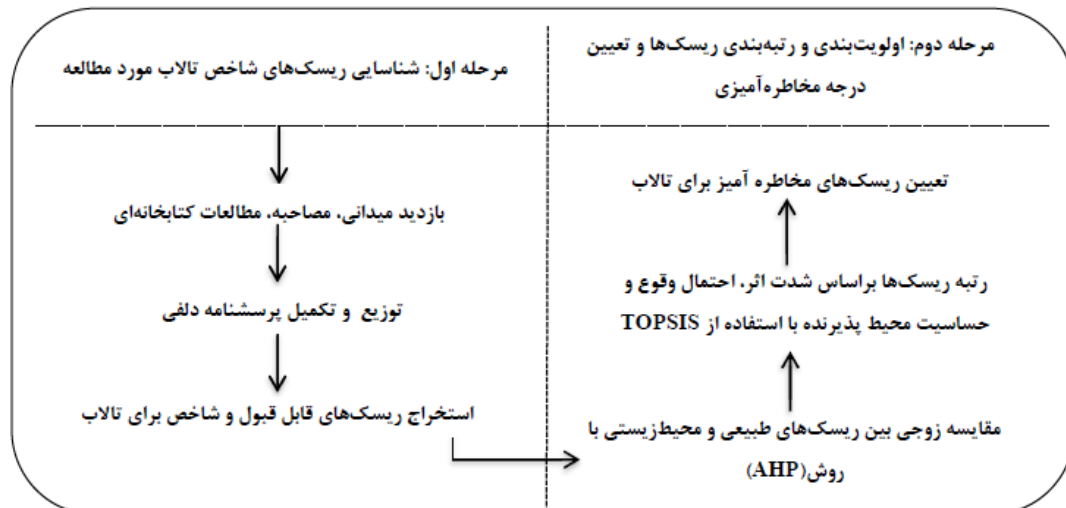 مرحله اول: شناسایی ریسک‌های شاخص تالاب مورد مطالعه
بازدید میدانی، مصاحبه، مطالعات کتابخانه‌ای
توزیع و تکمیل پرسشنامه دلفی
استخراج ریسک‌های قابل قبول و شاخص برای تالاب
مرحله دوم: اولویت‌بندی و رتبه‌بندی ریسک‌ها و تعیین
درجه مخاطره‌آمیزی
تعیین ریسک‌های مخاطره آمیز برای تالاب
رتبه ریسک‌ها براساس شدت اثر، احتمال وقوع و
حساسیت محیط پذیرنده با استفاده از TOPSIS
مقایسه زوجی بین ریسک‌های طبیعی و محیط‌زیستی با
روش(AHP)